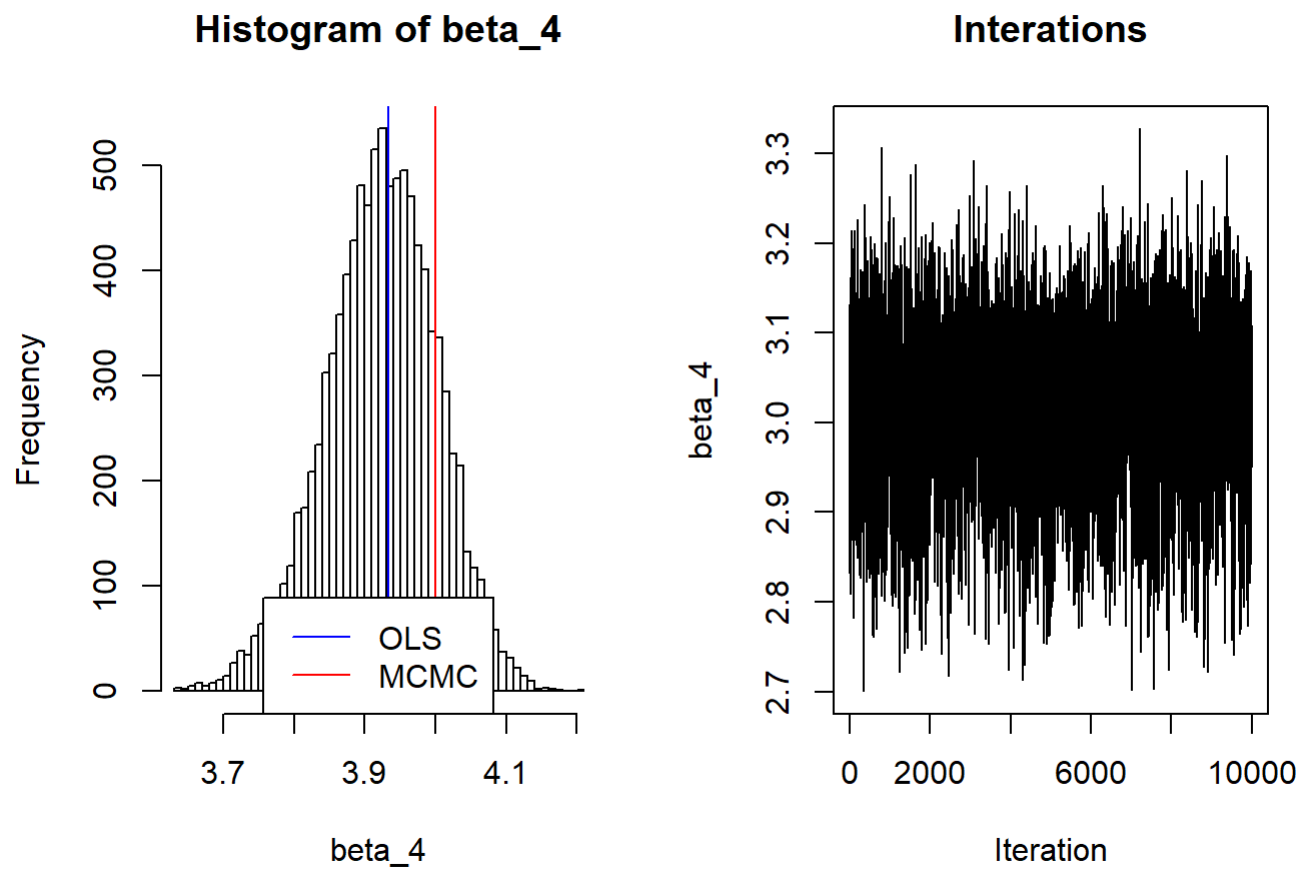 Histogram of beta_4
Frequency
0
100
200
300
400
500
OLS
MCMC
3.7
3.9
4.1
beta_4
Interations
beta_4
2.7
2.8
2.9
3.0
3.1
3.2
3.3
0
2000
6000
10000
Iteration